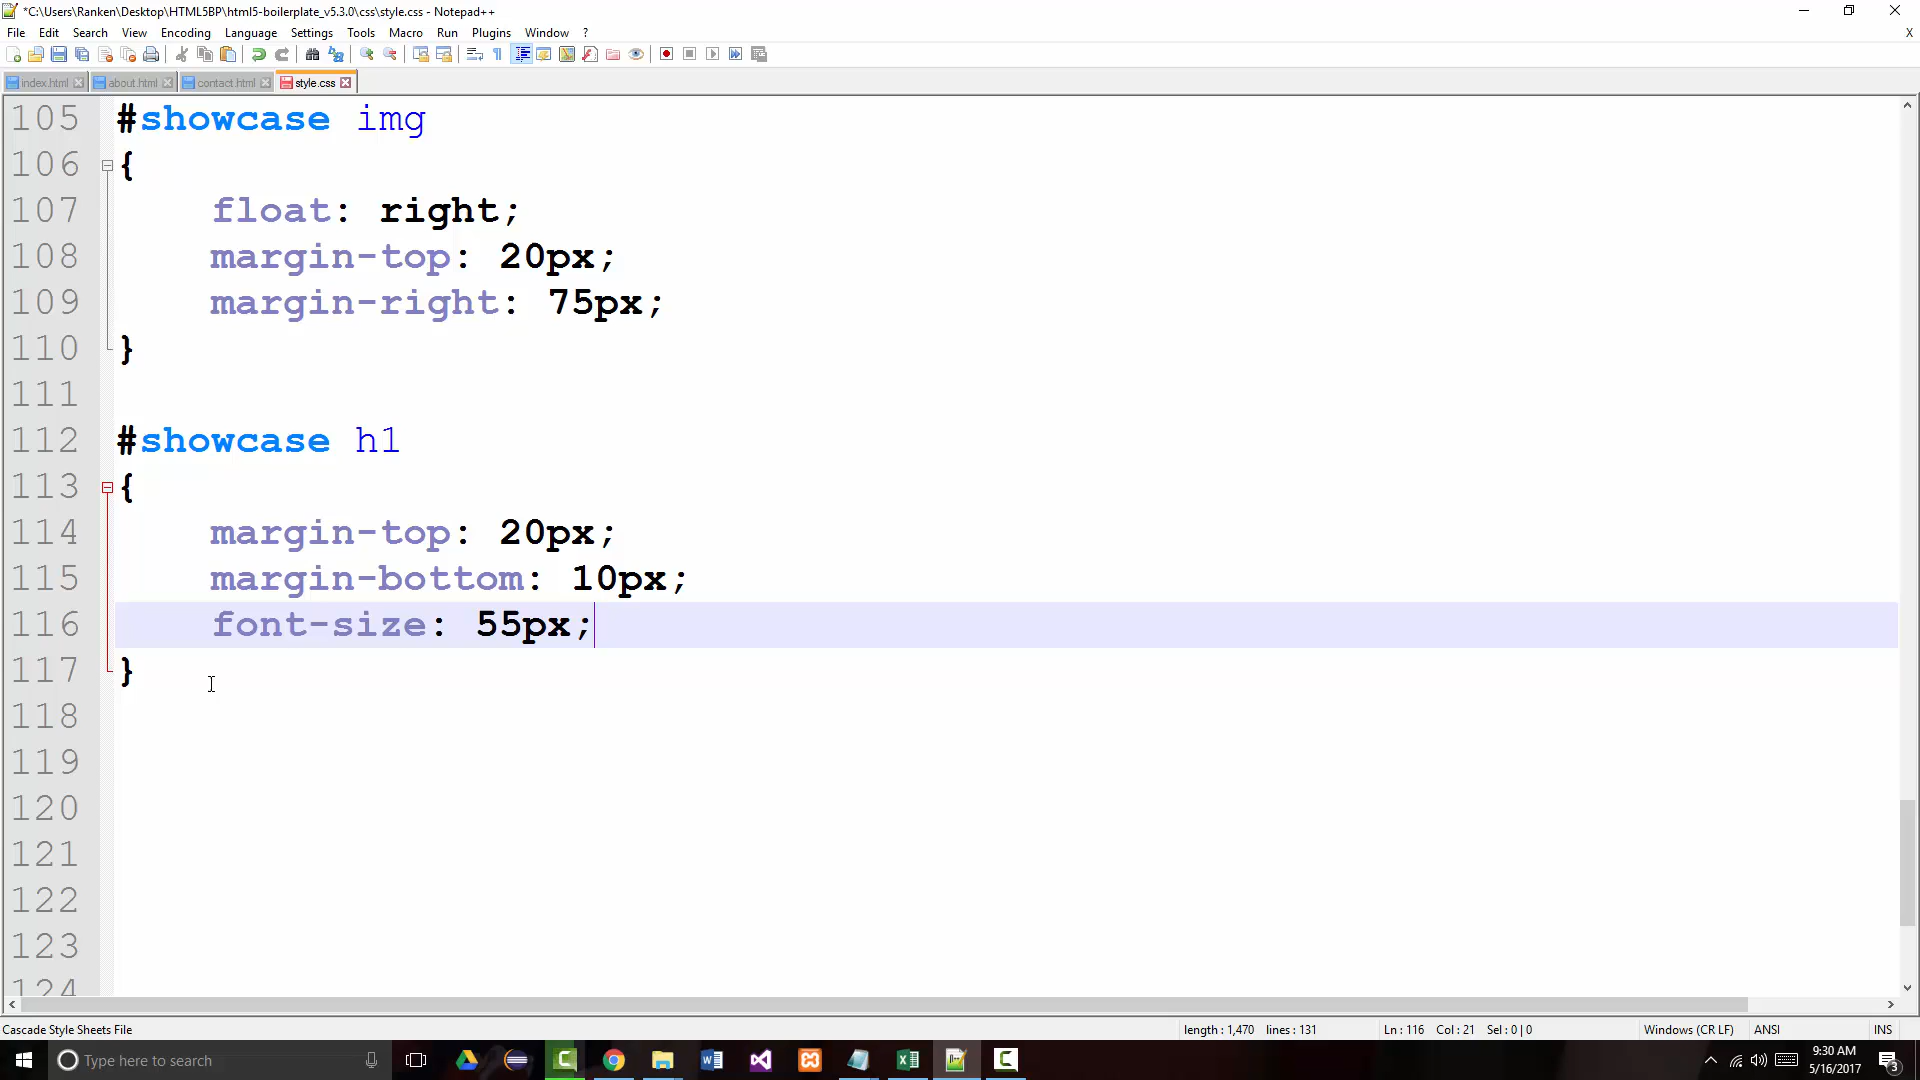 *C:\Users\Ranken\Desktop\HTML5BP\html5-boilerplate_v5.3.0\css\style.css - Notepad++
File Edit Search View Encoding Language Settings Tools Macro Run Plugins Window ? X
index.html about.html contact.html style.css
105 #showcase img
106 {
107 float: right;
108 margin-top: 20px;
109 margin-right: 75px;
110 }
111
112 #showcase h1
113 {
114 margin-top: 20px;
115 margin-bottom: 10px;
116 font-size: 55px;
117 }
118
119
120
121
122
123
124
Cascade Style Sheets File length : 1,470 lines : 131 Ln : 116 Col : 21 Sel : 0 | 0 Windows (CR LF) ANSI INS
Type here to search 9:30 AM
5/16/2017 3